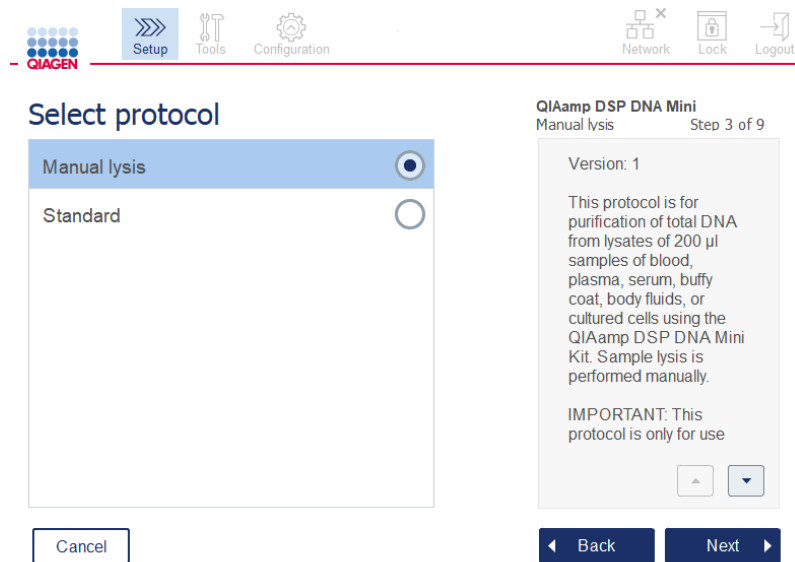 Setup
Tools
Configuration
Network
Lock
Logout
QIAGEN
Select protocol
Manual lysis
Standard
QIAamp DSP DNA Mini
Manual lysis Step 3 of 9
Version: 1
This protocol is for
purification of total DNA
from lysates of 200 µl
samples of blood,
plasma, serum, buffy
coat, body fluids, or
cultured cells using the
QIAamp DSP DNA Mini
Kit. Sample lysis is
performed manually.
IMPORTANT: This
protocol is only for use
Cancel
Back
Next